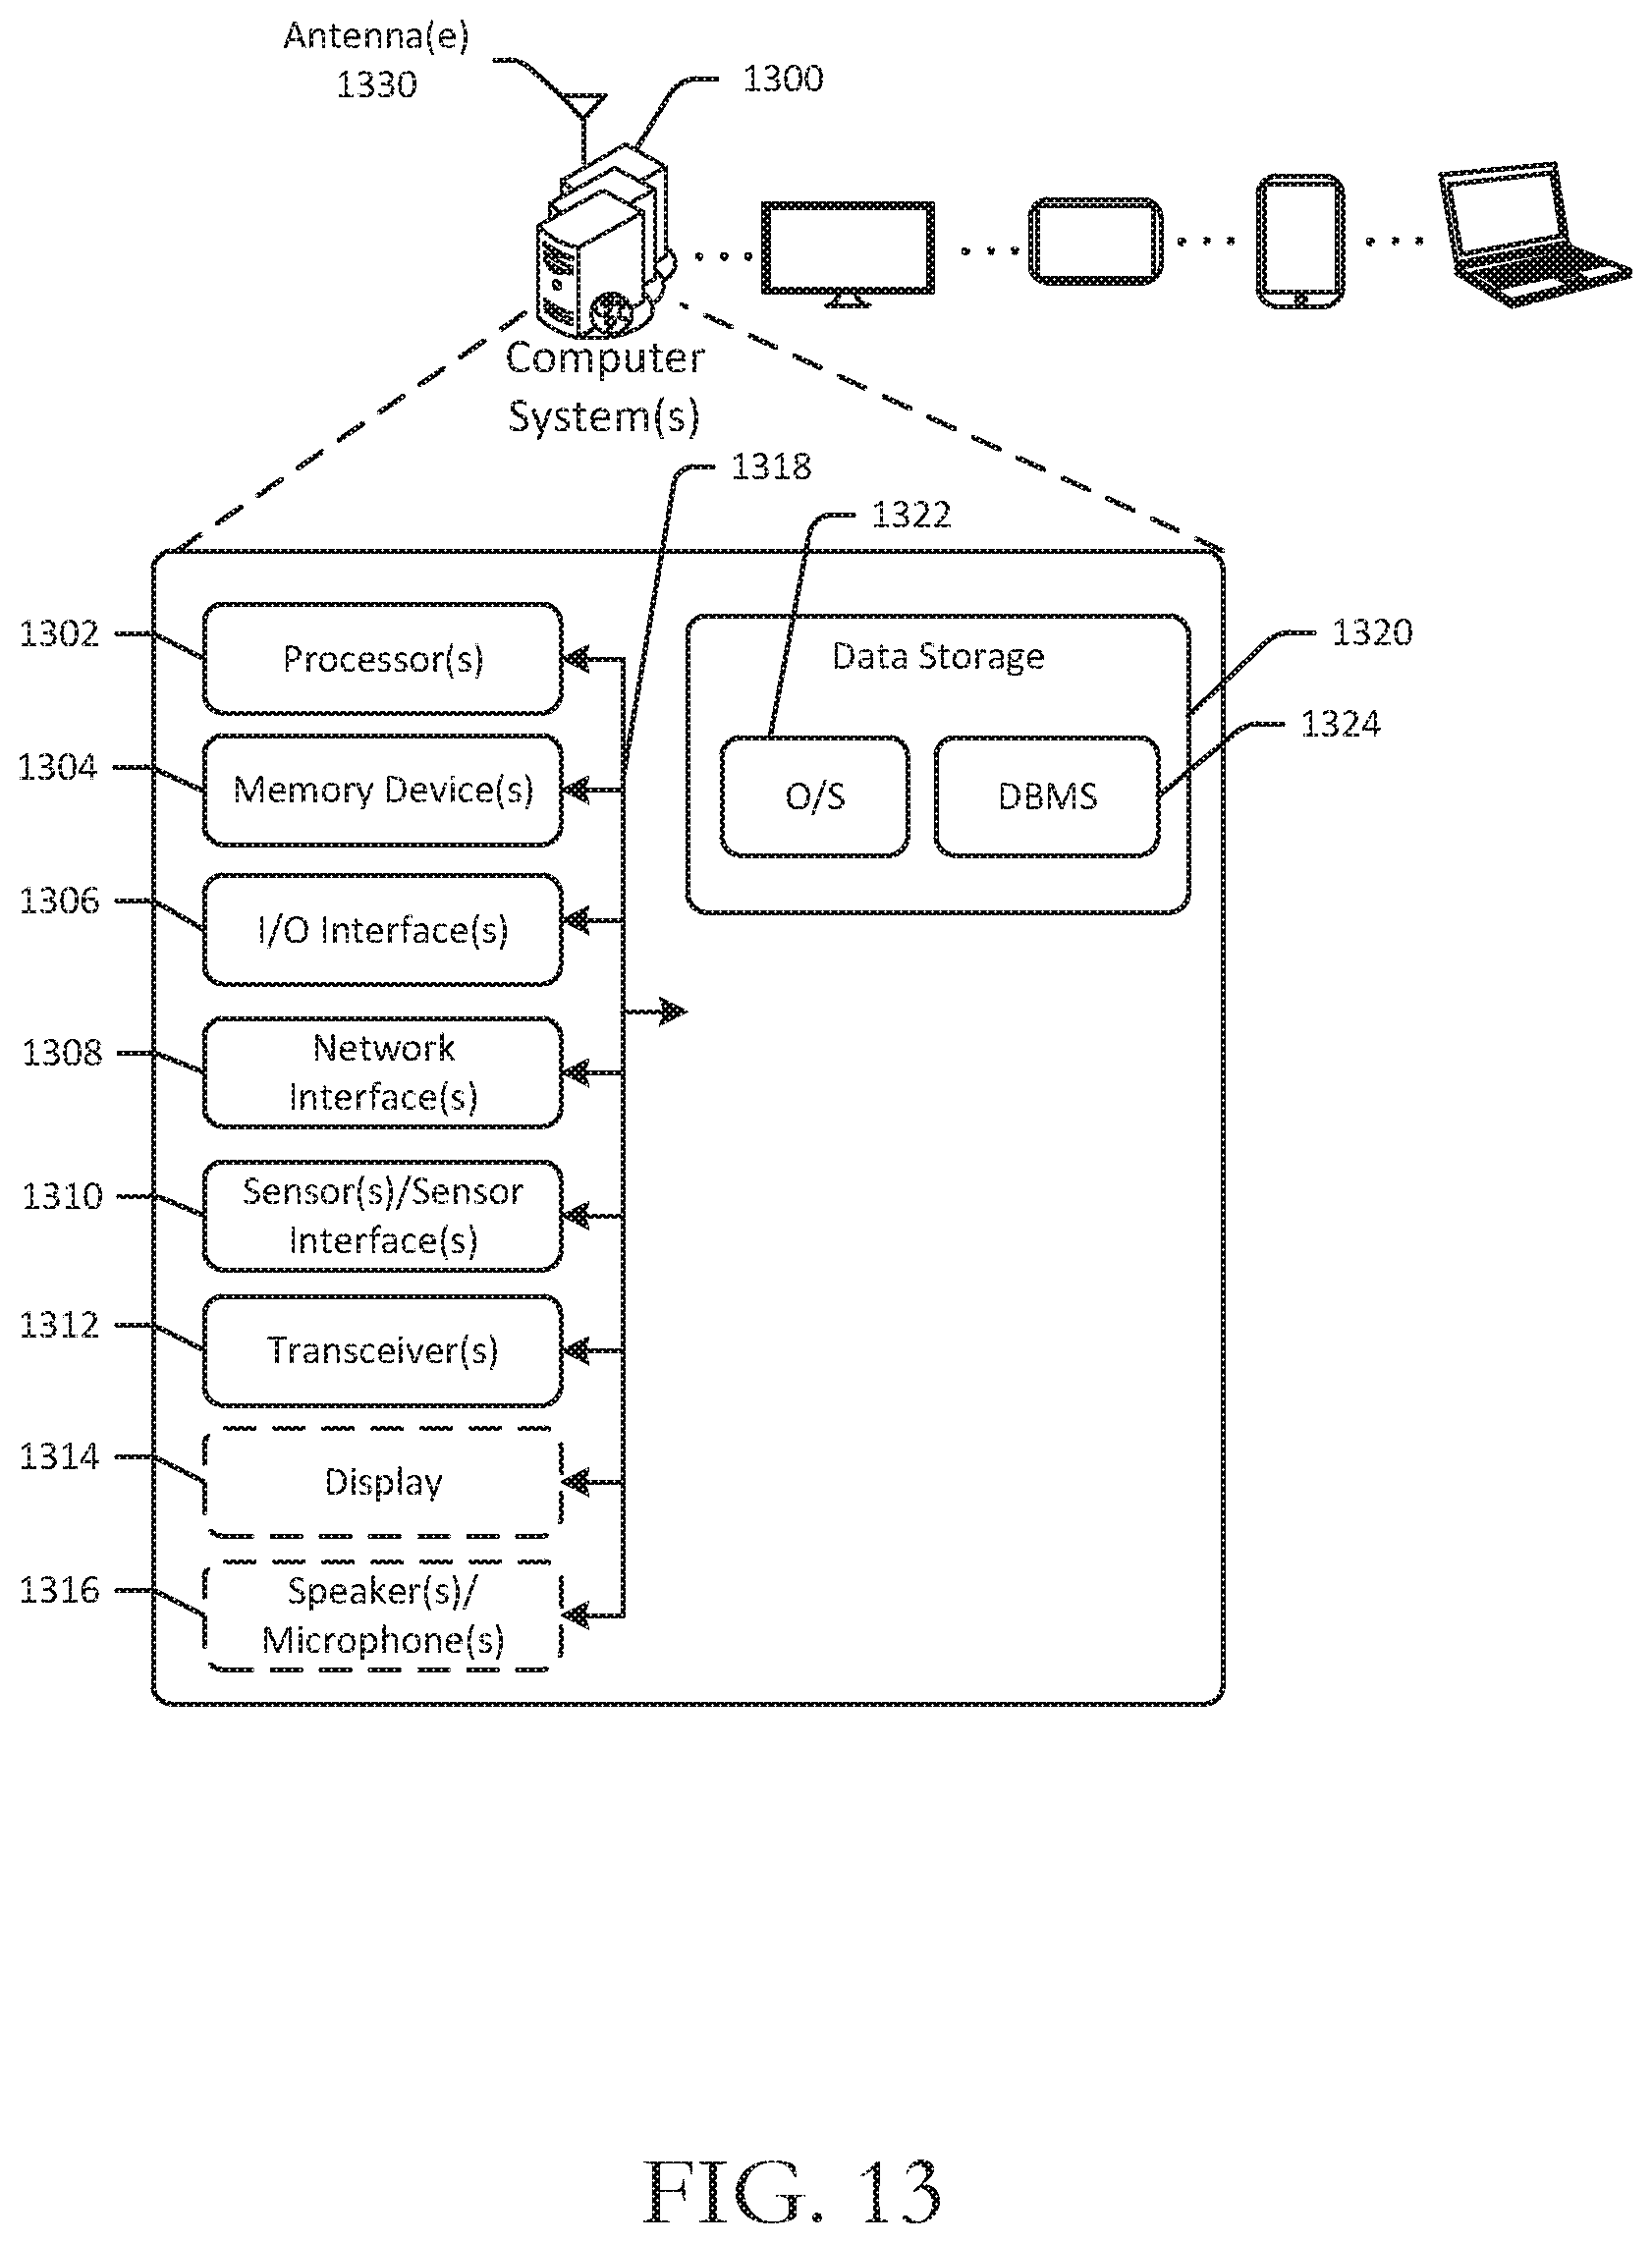 Antenna(e)
1330
1300
Computer
System(s)
1318
1322
1302
Processor(s)
Data Storage
1320
1324
1304
Memory Device(s)
O/S
DBMS
1306
I/O Interface(s)
1308
Network
Interface(s)
1310
Sensor(s)/Sensor
Interface(s)
1312
Transceiver(s)
1314
Display
1316
Speaker(s)/
Microphone(s)
FIG. 13